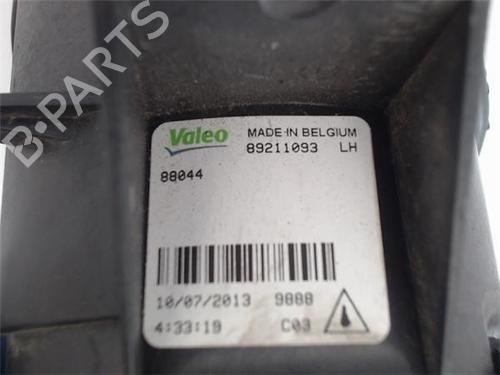 B-PARTS
Valeo MADE IN BELGIUM
89211093 LH
88044
10/07/2013 9888
4:33:19 C03